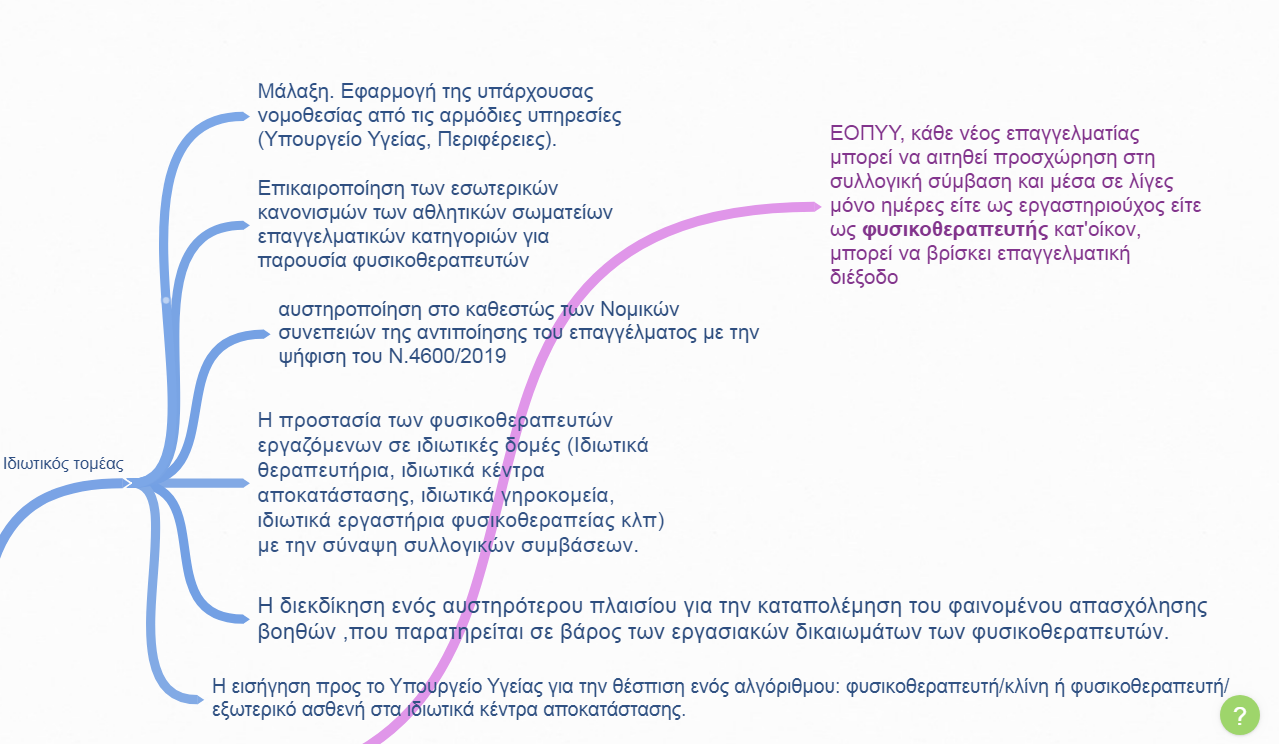 Μάλαξη. Εφαρμογή της υπάρχουσας
νομοθεσίας από τις αρμόδιες υπηρεσίες
(Υπουργείο Υγείας, Περιφέρειες).
Επικαιροποίηση των εσωτερικών
κανονισμών των αθλητικών σωματείων
επαγγελματικών κατηγοριών για
παρουσία φυσικοθεραπευτών
αυστηροποίηση στο καθεστώς των Νομικών
συνεπειών της αντιποίησης του επαγγέλματος με την
ψήφιση του Ν.4600/2019
Ιδιωτικός τομέας
Η προστασία των φυσικοθεραπευτών
εργαζόμενων σε ιδιωτικές δομές (Ιδιωτικά
θεραπευτήρια, ιδιωτικά κέντρα
αποκατάστασης, ιδιωτικά γηροκομεία,
ιδιωτικά εργαστήρια φυσικοθεραπείας κλπ)
με την σύναψη συλλογικών συμβάσεων.
Η διεκδίκηση ενός αυστηρότερου πλαισίου για την καταπολέμηση του φαινομένου απασχόλησης
βοηθών ,που παρατηρείται σε βάρος των εργασιακών δικαιωμάτων των φυσικοθεραπευτών.
Η εισήγηση προς το Υπουργείο Υγείας για την θέσπιση ενός αλγόριθμου: φυσικοθεραπευτή/κλίνη ή φυσικοθεραπευτή/
εξωτερικό ασθενή στα ιδιωτικά κέντρα αποκατάστασης.
ΕΟΠΥΥ, κάθε νέος επαγγελματίας
μπορεί να αιτηθεί προσχώρηση στη
συλλογική σύμβαση και μέσα σε λίγες
μόνο ημέρες είτε ως εργαστηριούχος είτε
ως φυσικοθεραπευτής κατ'οίκον,
μπορεί να βρίσκει επαγγελματική
διέξοδο
?